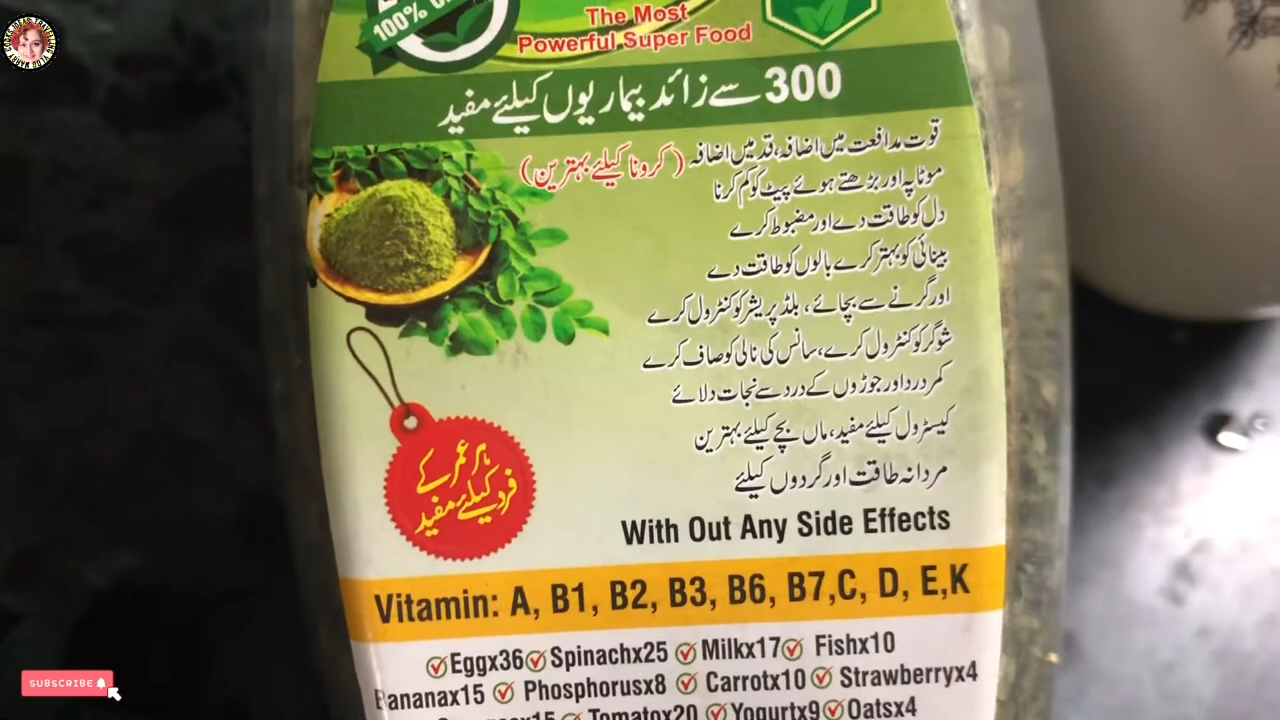 100%
The Most
Powerful Super Food
300 سے زائد بیماریوں کیلئے مفید
قوت مدافعت میں اضافہ، قد میں اضافہ (کرونا کیلئے بہترین)
موٹاپہ اور بڑھتے ہوئے پیٹ کو کم کرنا
دل کو طاقت دے اور مضبوط کرے
بینائی کو بہتر کرے بالوں کو طاقت دے
اور گرنے سے بچائے، بلڈ پریشر کو کنٹرول کرے
شوگر کو کنٹرول کرے، سانس کی نالی کو صاف کرے
کمر درد اور جوڑوں کے درد سے نجات دلائے
کیسٹرول کیلئے مفید، ماں بچے کیلئے بہترین
مردانہ طاقت اور گردوں کیلئے
ہر عمر کے
فرد کیلئے مفید
With Out Any Side Effects
Vitamin: A, B1, B2, B3, B6, B7,C, D, E,K
Eggx36 Spinachx25 Milkx17 Fishx10
Bananax15 Phosphorusx8 Carrotx10 Strawberryx4
Tomatox20 Yogurtx9 Oatsx4
SUBSCRIBE